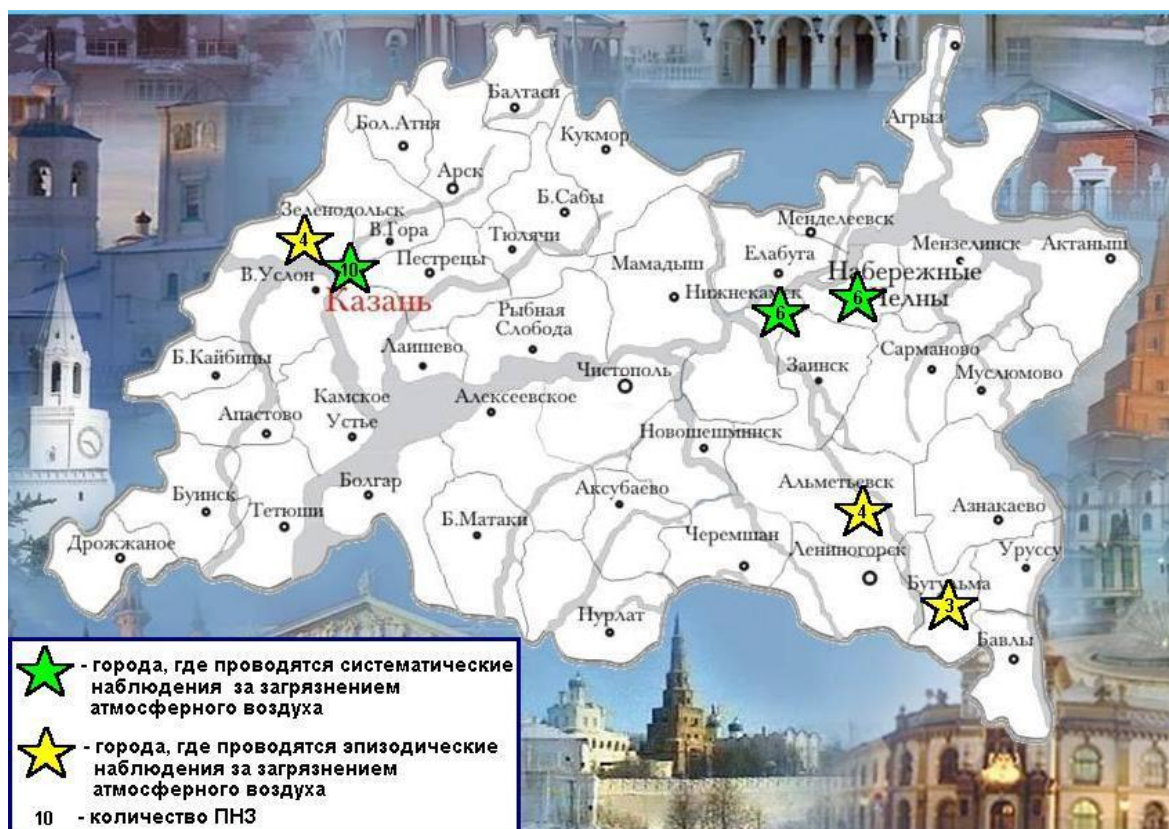 Агрыз
Балтаси
Бол.Атня
Кукмор
Арск
Б.Сабы
Зеленодольск
4
В.Гора
Тюлячи
Менделеевск
Мензелинск
Актаныш
10
Пестрецы
Мамадыш
Елабуга
Набережные
Челны
6
В.Услон
Казань
Нижнекамск
6
Рыбная
Слобода
Б.Кайбицы
Лаишево
Чистополь
Заинск
Сарманово
Муслюмово
Апастово
Камское
Устье
Алексеевское
Новошешминск
Буинск
Тетюши
Болгар
Аксубаево
Альметьевск
4
Азнакаево
Дрожжаное
Б.Матаки
Черемшан
Лениногорск
Уруссу
Бугульма
3
Нурлат
Бавлы
- города, где проводятся систематические
наблюдения за загрязнением
атмосферного воздуха
- города, где проводятся эпизодические
наблюдения за загрязнением
атмосферного воздуха
10 - количество ПНЗ